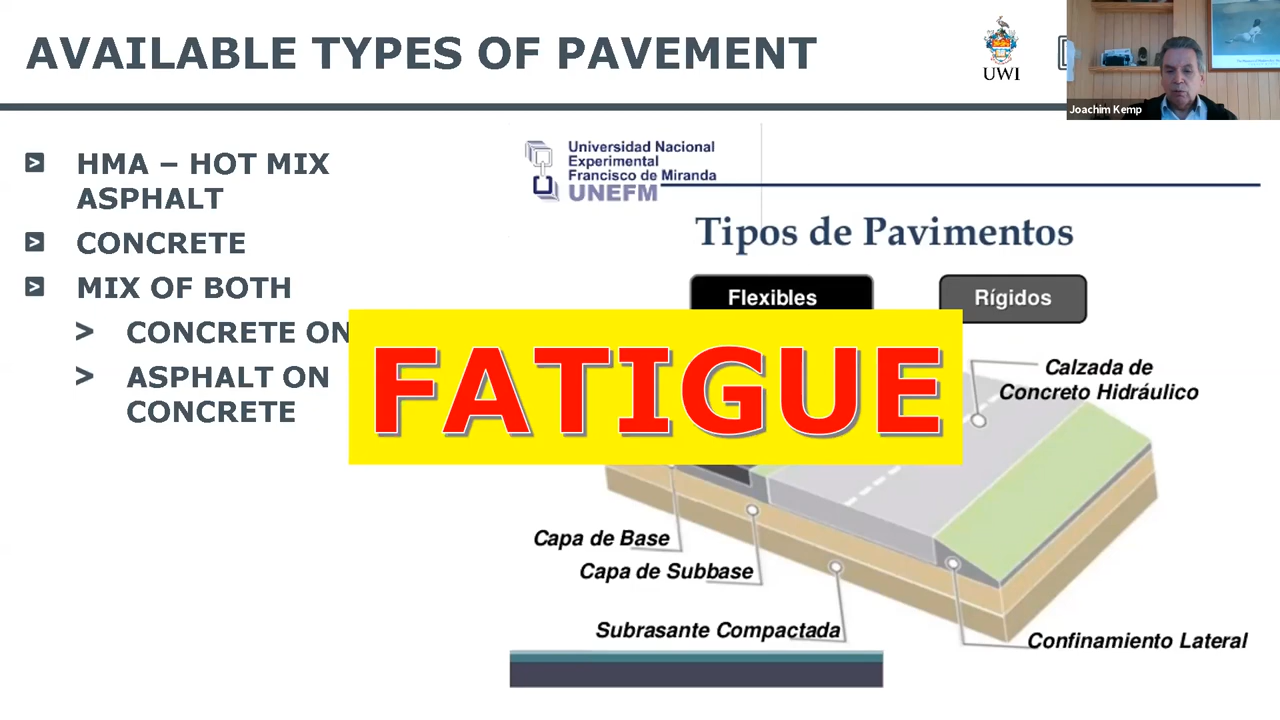 AVAILABLE TYPES OF PAVEMENT
UWI
Joachim Kemp
HMA – HOT MIX
ASPHALT
CONCRETE
MIX OF BOTH
> CONCRETE ON
> ASPHALT ON
CONCRETE
Universidad Nacional
Experimental
Francisco de Miranda
UNEFM
Tipos de Pavimentos
Flexibles
Rígidos
FATIGUE
Calzada de
Concreto Hidráulico
Capa de Base
Capa de Subbase
Subrasante Compactada
Confinamiento Lateral